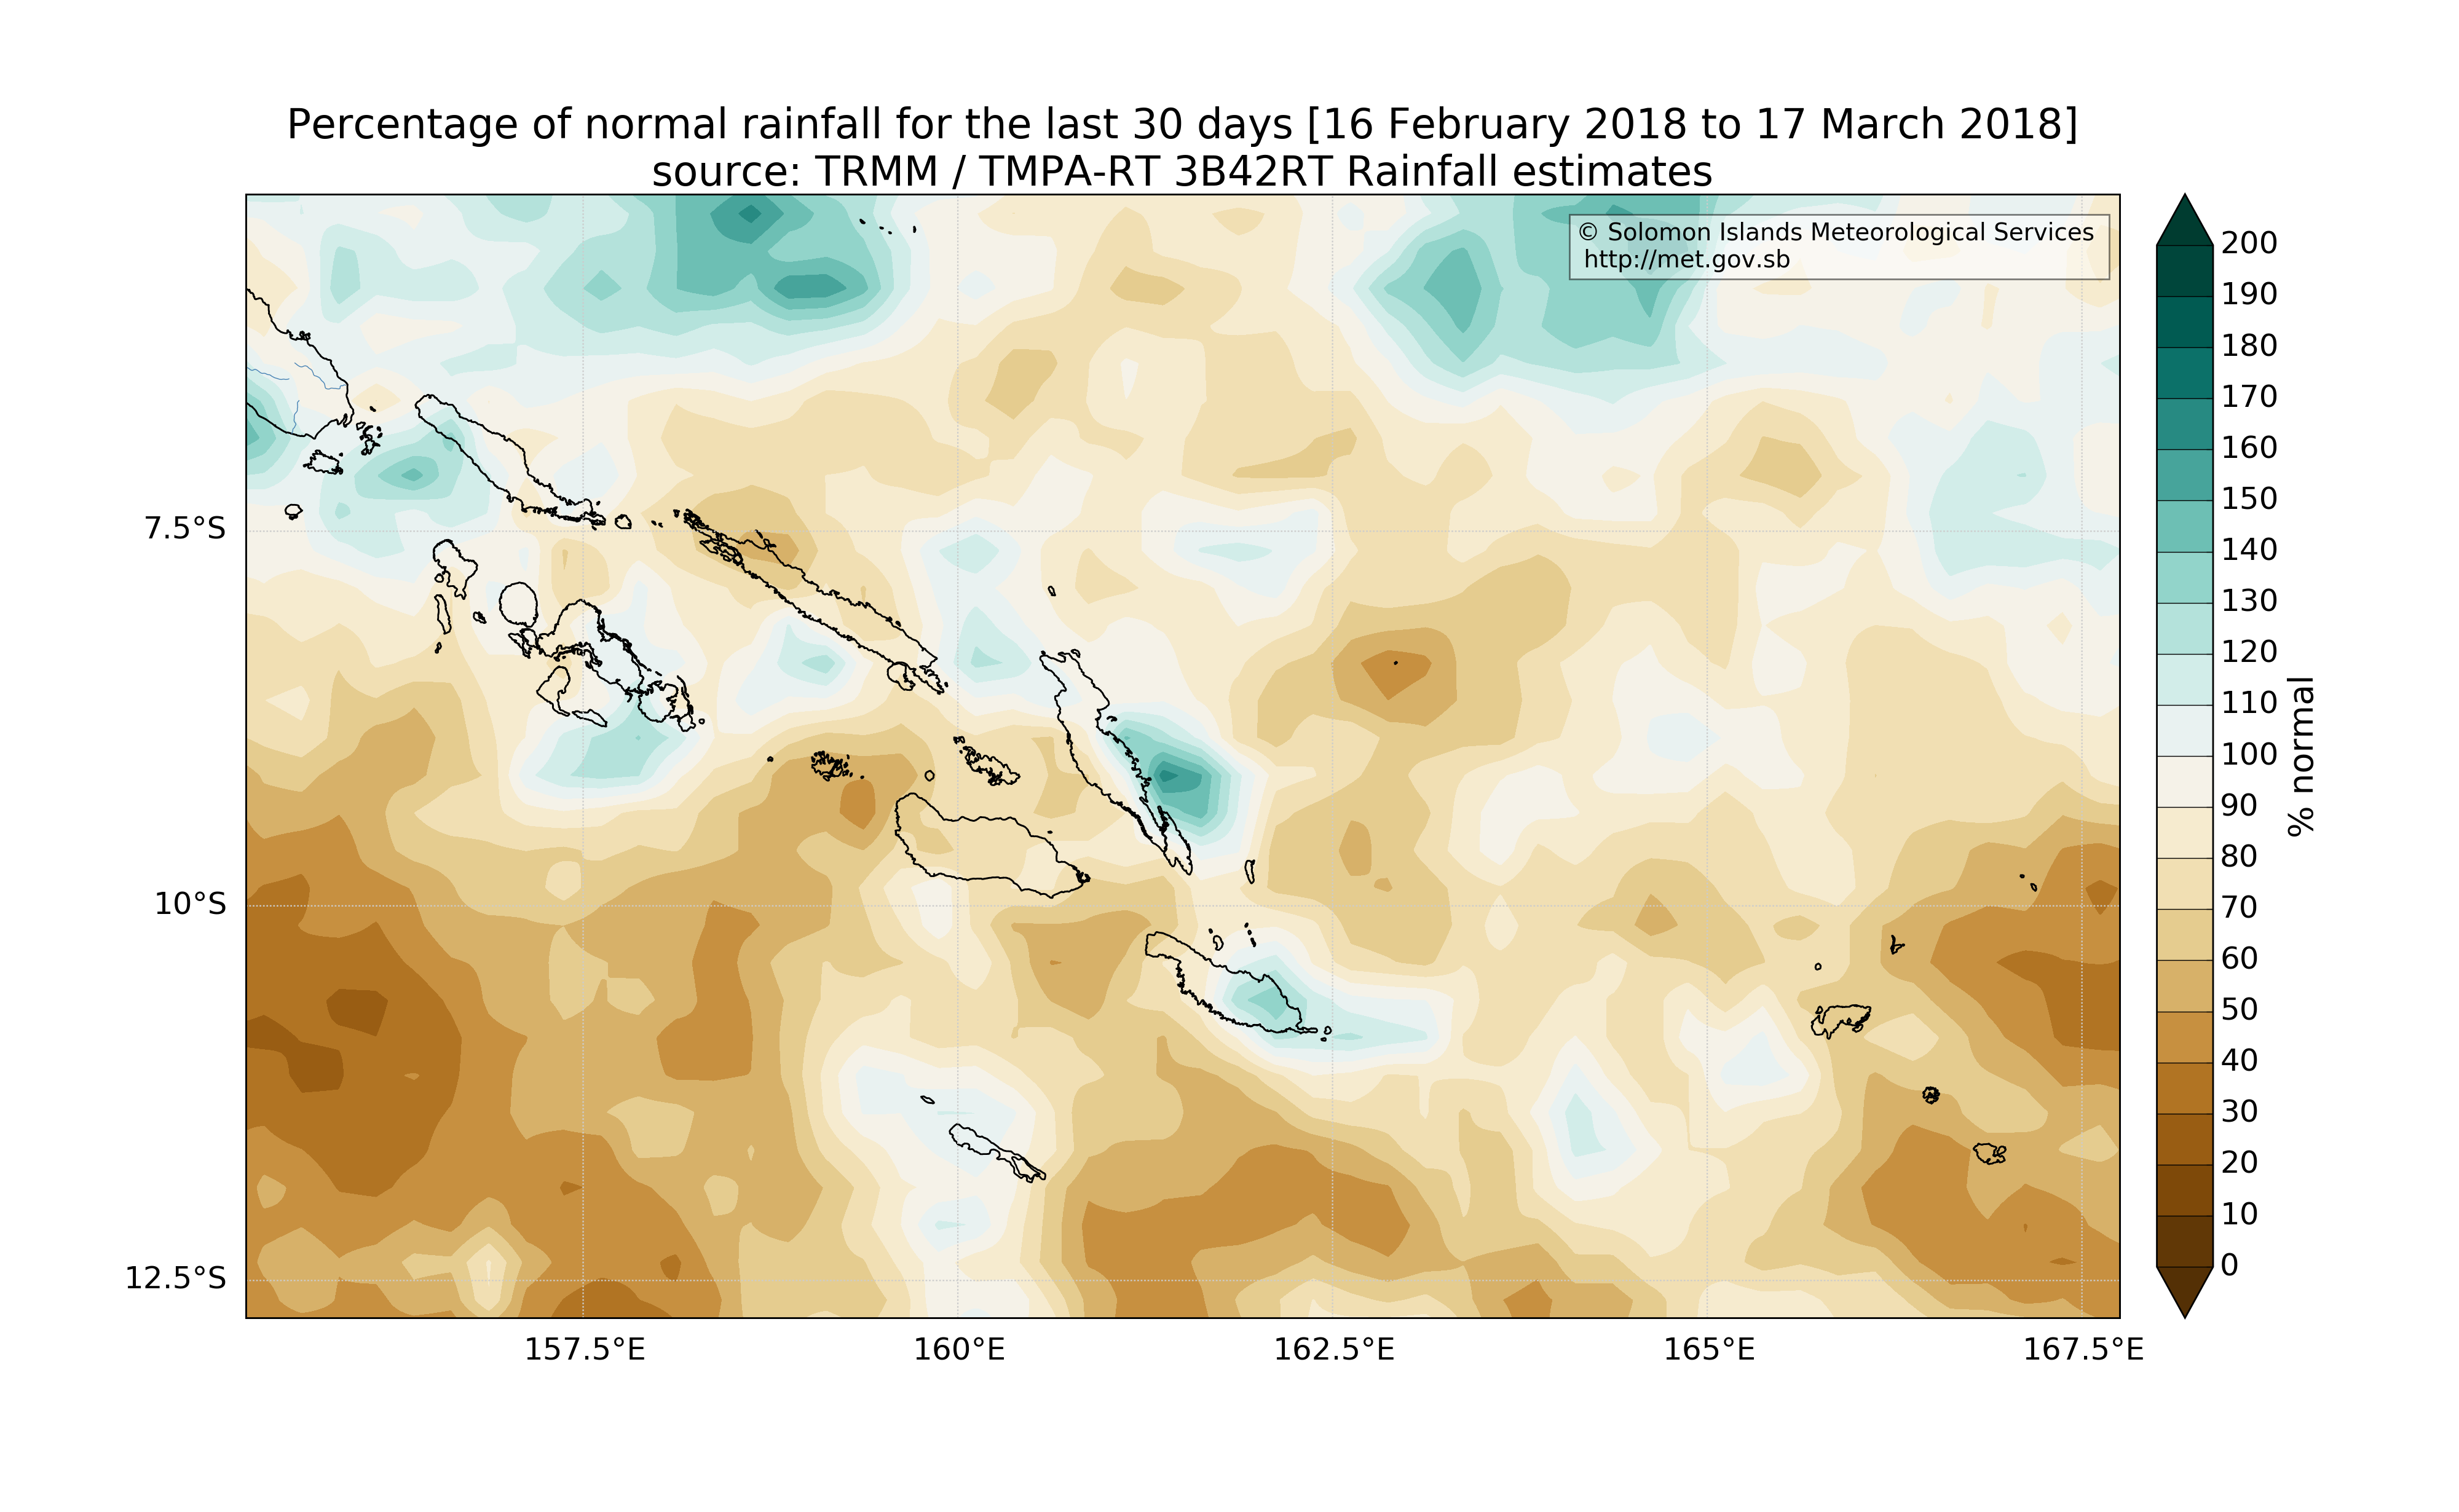 Percentage of normal rainfall for the last 30 days [16 February 2018 to 17 March 2018]
source: TRMM / TMPA-RT 3B42RT Rainfall estimates
© Solomon Islands Meteorological Services
http://met.gov.sb
7.5°S
10°S
12.5°S
157.5°E
160°E
162.5°E
165°E
167.5°E
200
190
180
170
160
150
140
130
120
110
100
90
80
70
60
50
40
30
20
10
0
% normal